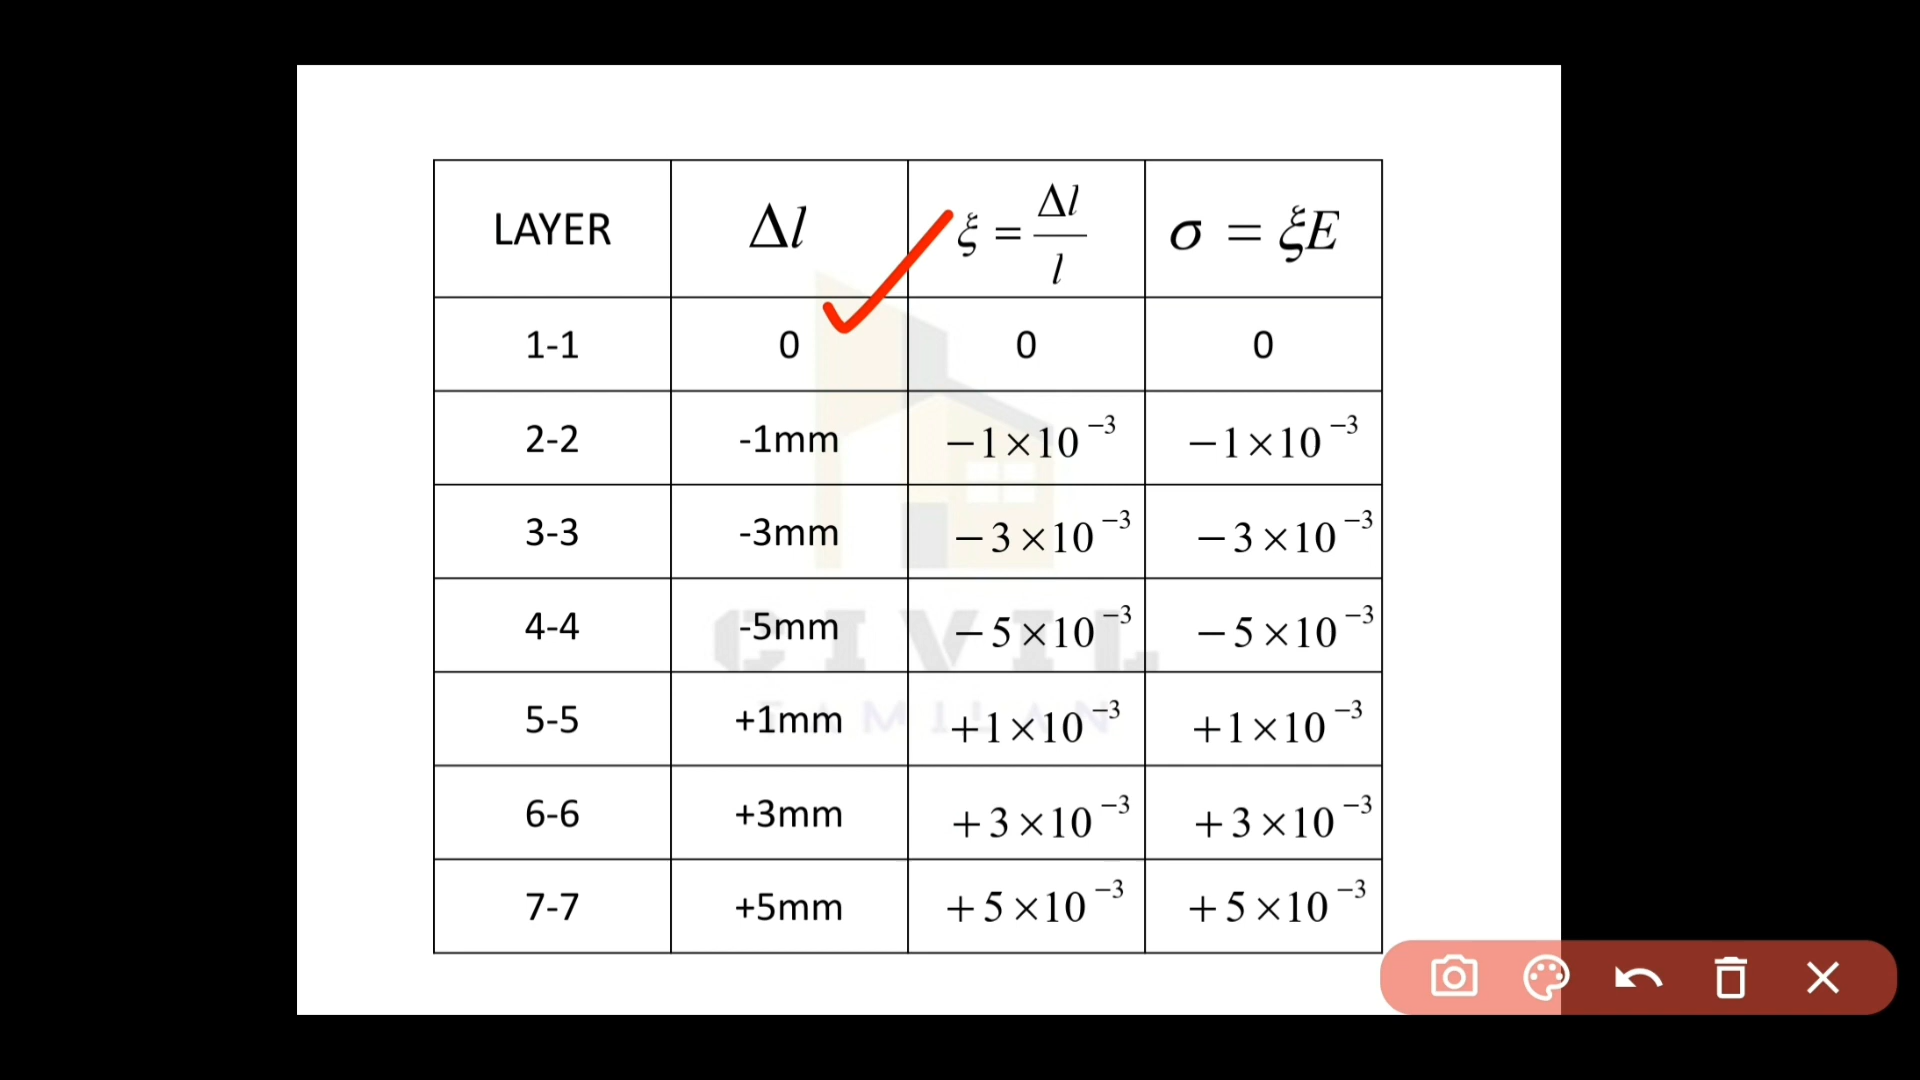 LAYER Δl ξ = Δl/l σ = ξE
1-1 0 0 0
2-2 -1mm −1×10⁻³ −1×10⁻³
3-3 -3mm −3×10⁻³ −3×10⁻³
4-4 -5mm −5×10⁻³ −5×10⁻³
5-5 +1mm +1×10⁻³ +1×10⁻³
6-6 +3mm +3×10⁻³ +3×10⁻³
7-7 +5mm +5×10⁻³ +5×10⁻³
CIVIL
TAMILAN